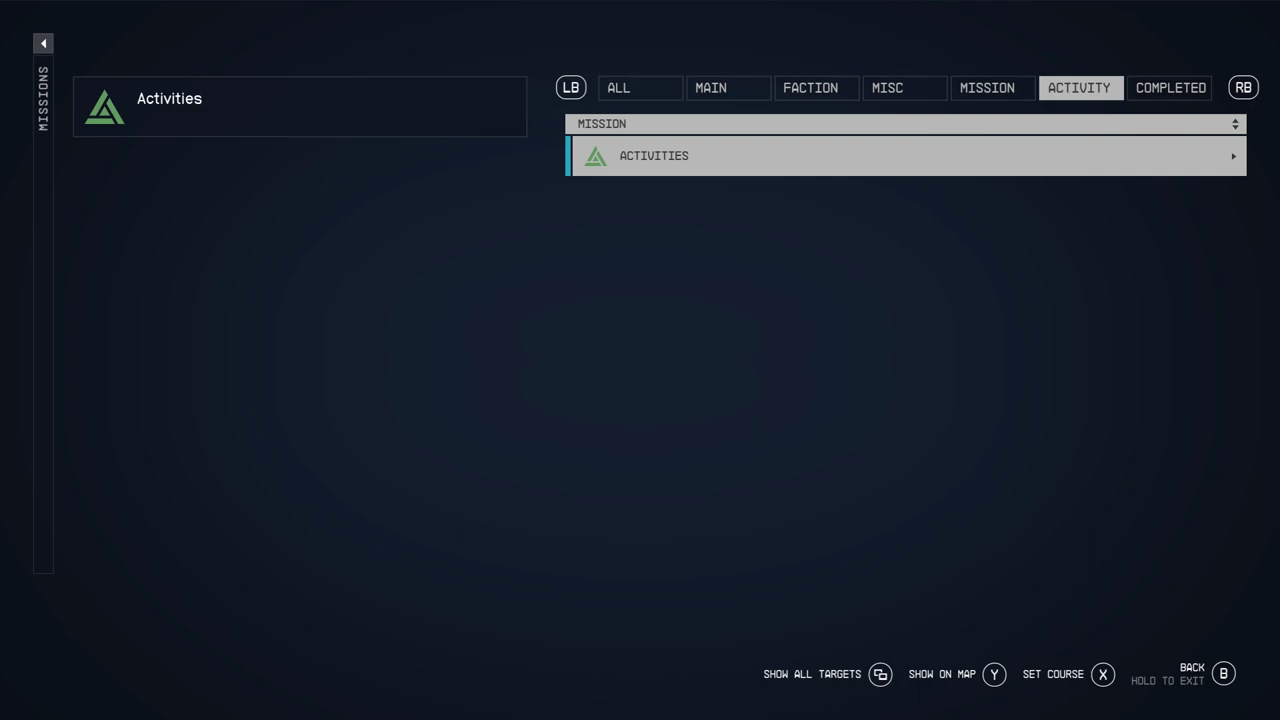 MISSIONS
Activities
LB ALL MAIN FACTION MISC MISSION ACTIVITY COMPLETED RB
MISSION
ACTIVITIES
SHOW ALL TARGETS SHOW ON MAP Y SET COURSE X BACK B
HOLD TO EXIT